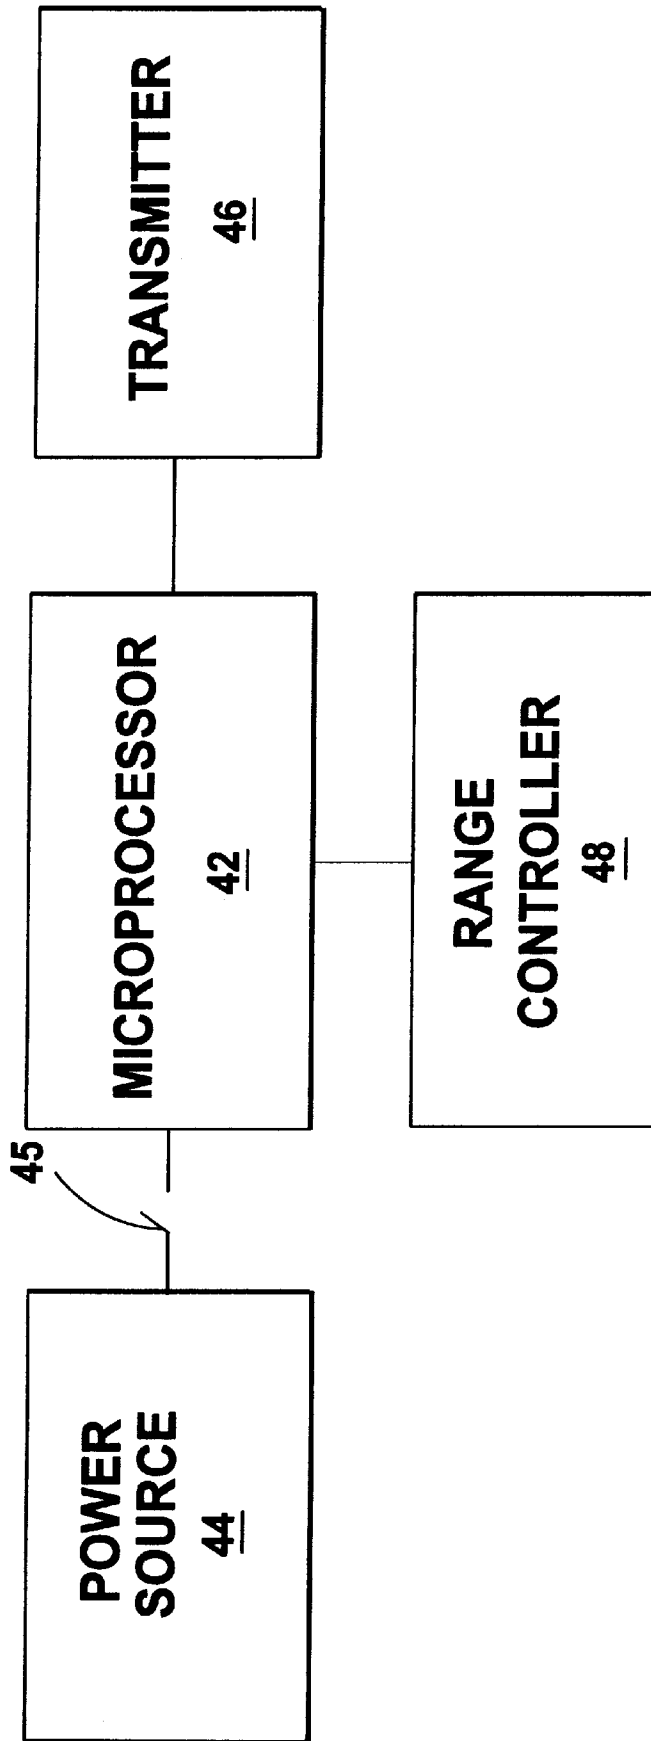 POWER
SOURCE
44
45
MICROPROCESSOR
42
TRANSMITTER
46
RANGE
CONTROLLER
48